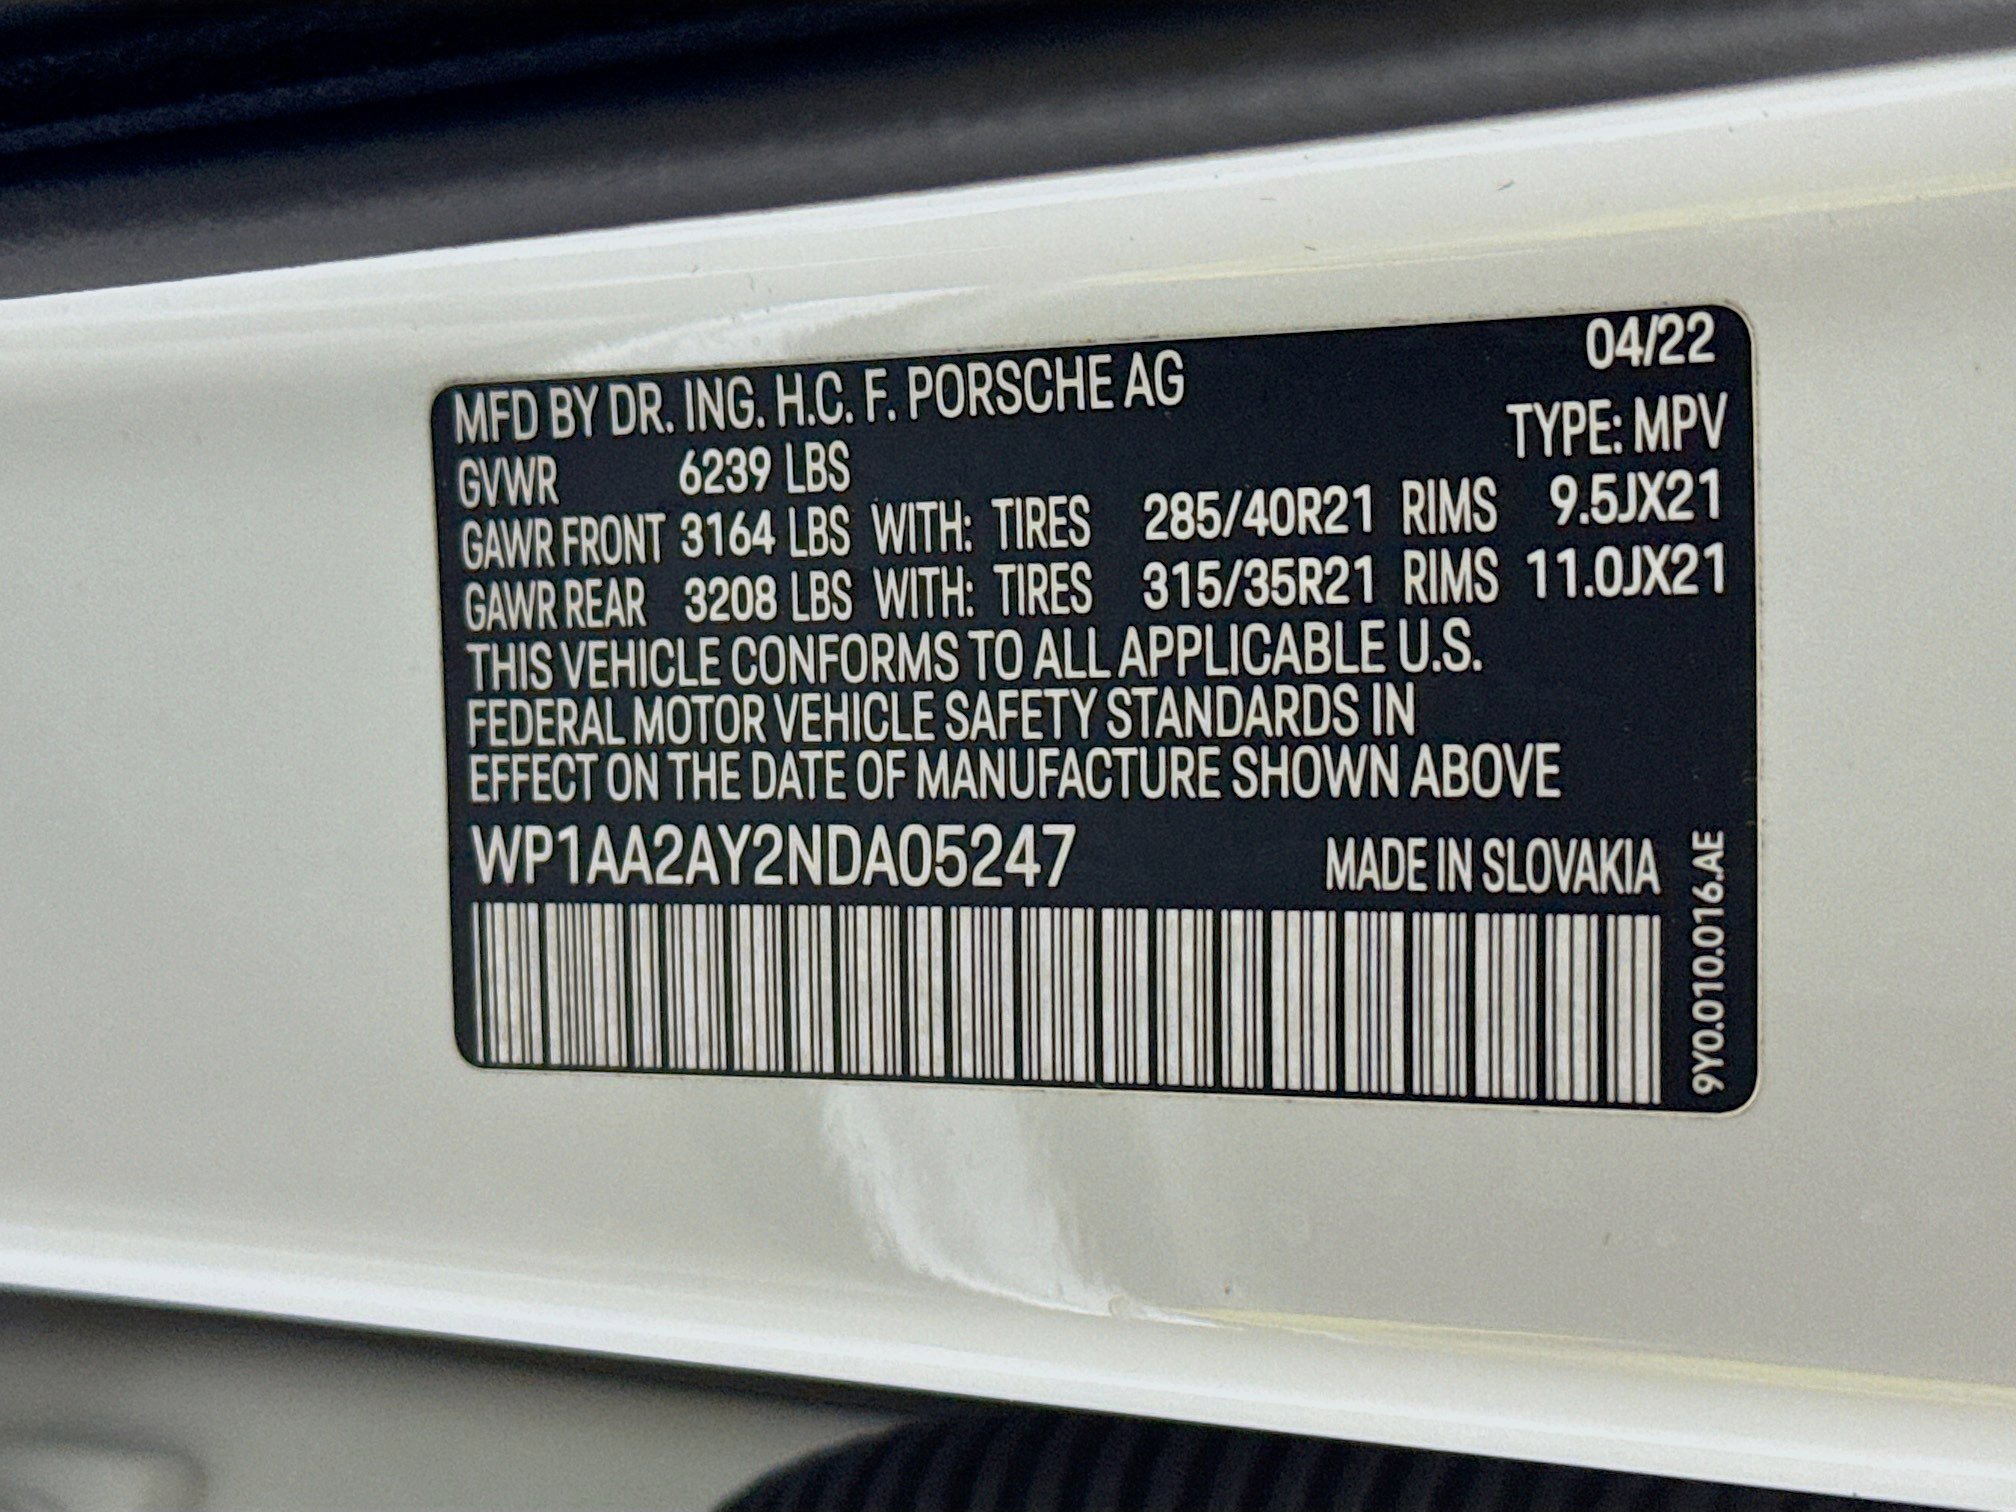 04/22
MFD BY DR. ING. H.C. F. PORSCHE AG
TYPE: MPV
GVWR 6239 LBS
GAWR FRONT 3164 LBS WITH: TIRES 285/40R21 RIMS 9.5JX21
GAWR REAR 3208 LBS WITH: TIRES 315/35R21 RIMS 11.0JX21
THIS VEHICLE CONFORMS TO ALL APPLICABLE U.S.
FEDERAL MOTOR VEHICLE SAFETY STANDARDS IN
EFFECT ON THE DATE OF MANUFACTURE SHOWN ABOVE
WP1AA2AY2NDA05247 MADE IN SLOVAKIA
9Y0.010.016.AE